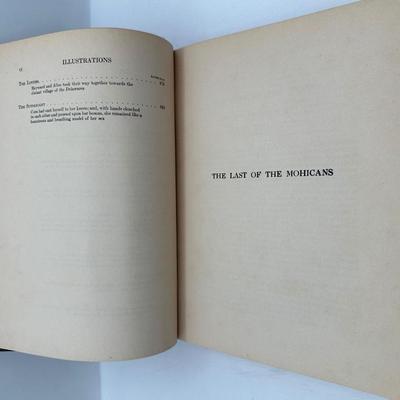 ILLUSTRATIONS
THE LOVERS
Heyward and Alice took their way together towards the
distant village of the Delawares
THE SUPPLIANT
Cora had cast herself to her knees; and, with hands clenched
in each other and pressed upon her bosom, she remained like a
beauteous and breathing model of her sex
THE LAST OF THE MOHICANS